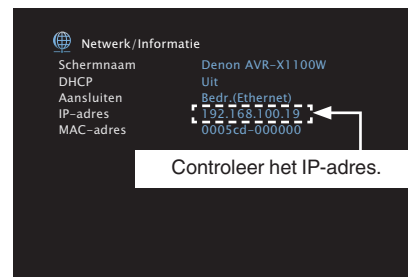 Netwerk/Informatie
Schermnaam Denon AVR-X1100W
DHCP Uit
Aansluiten Bedr.(Ethernet)
IP-adres 192.168.100.19
MAC-adres 0005cd-000000
Controleer het IP-adres.